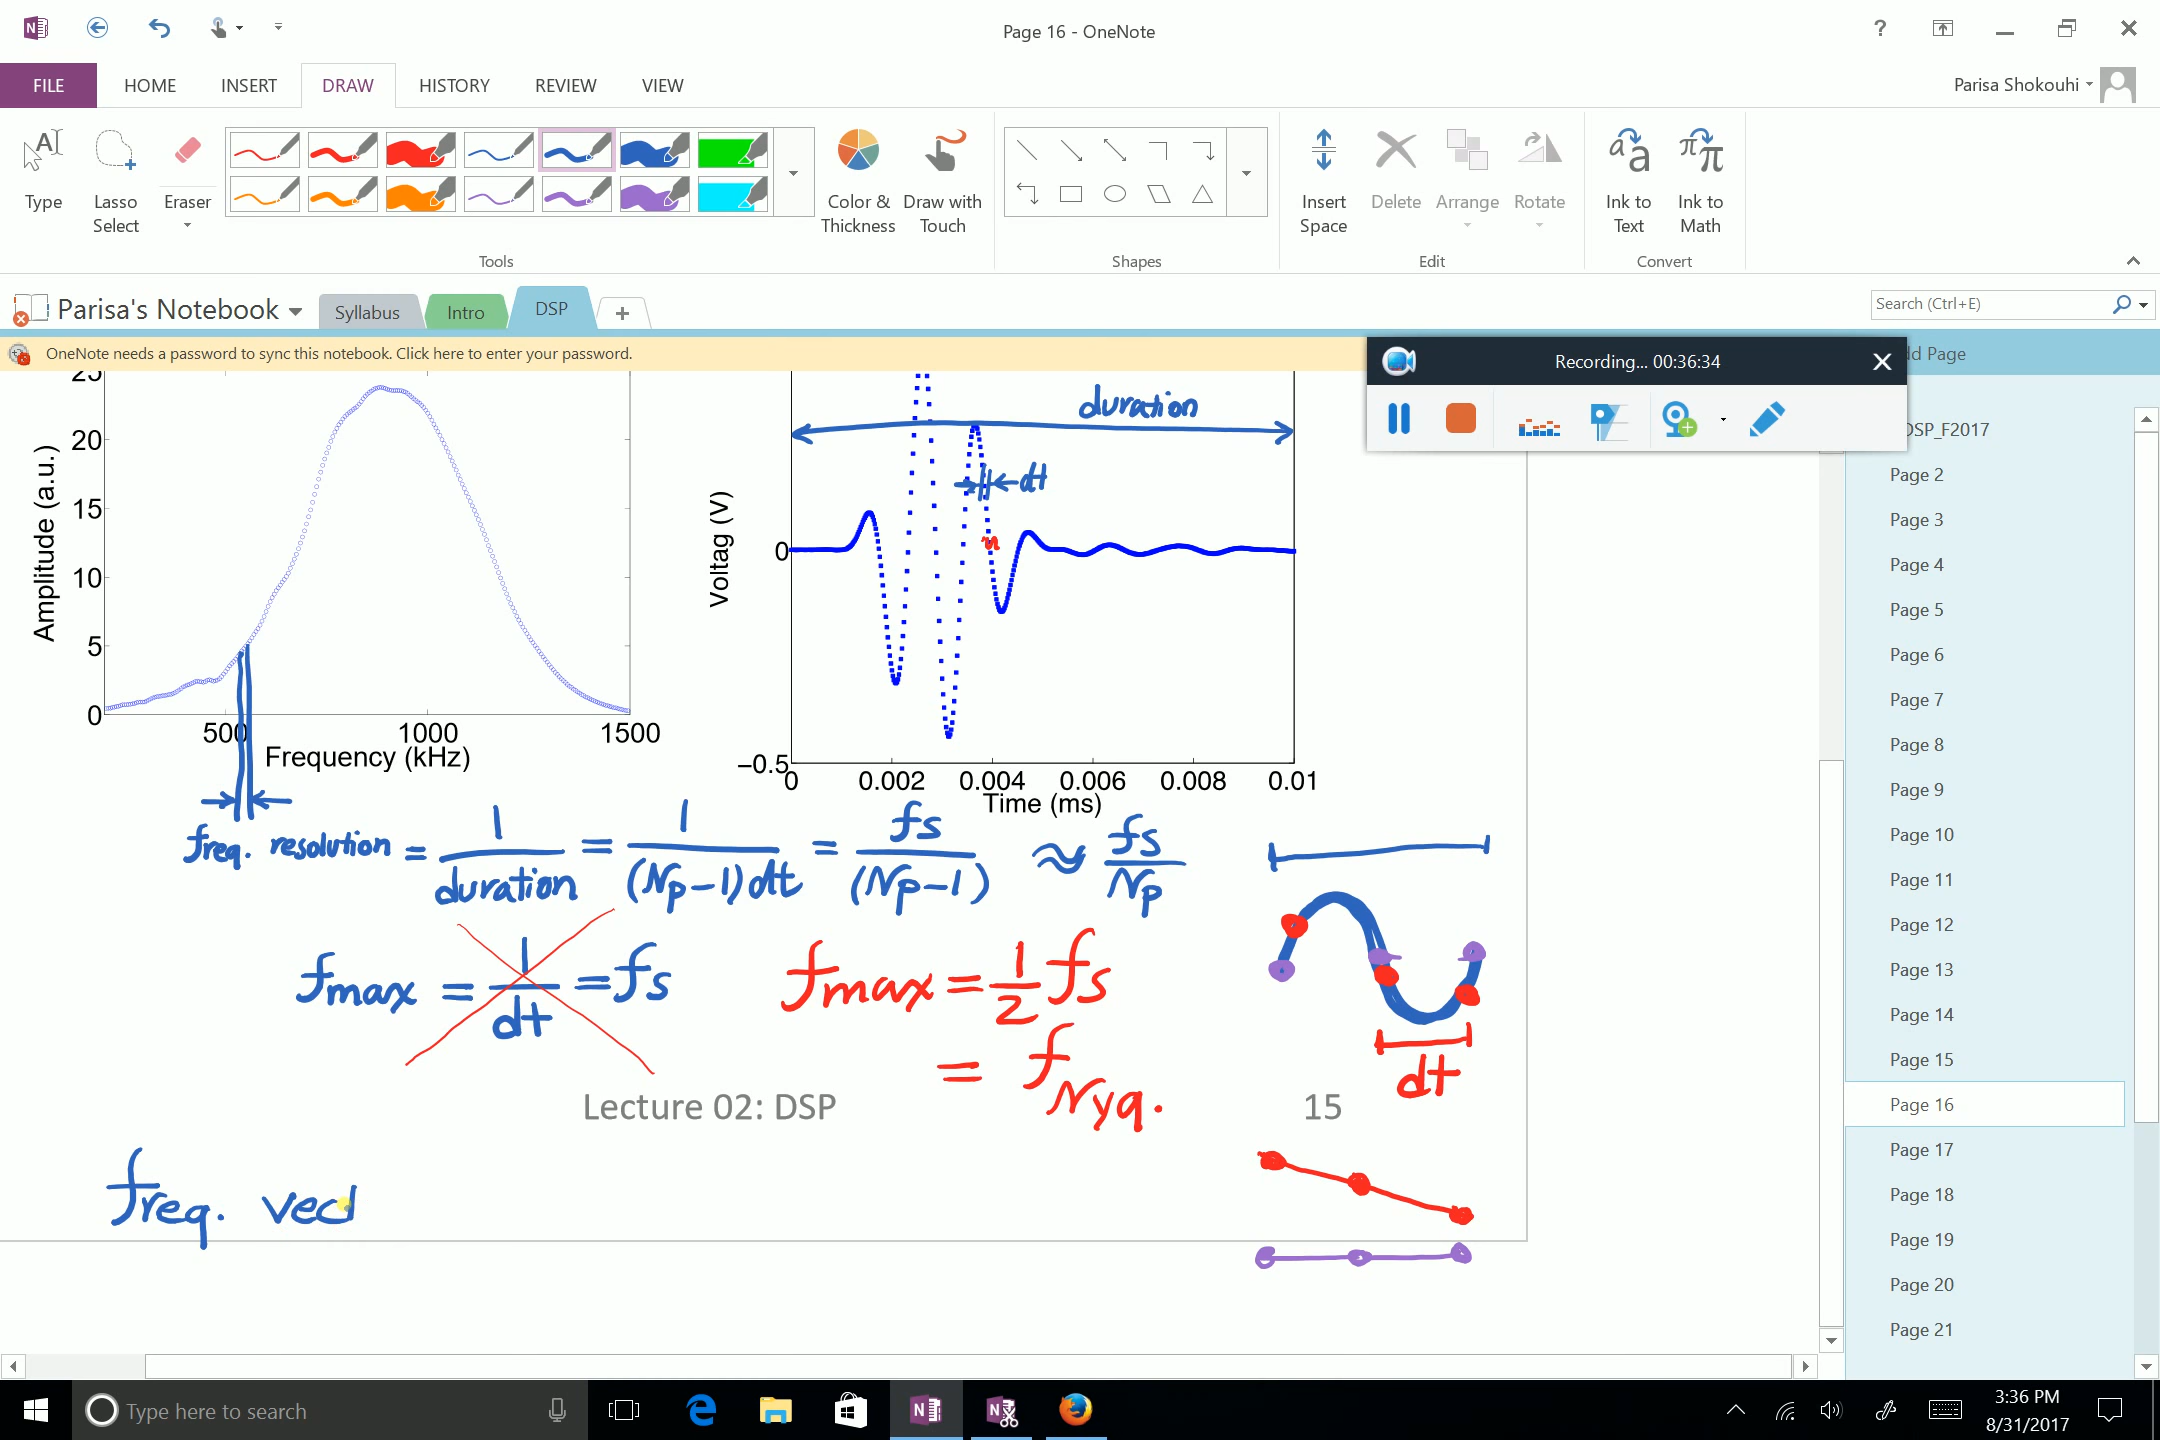 Page 16 - OneNote
?
FILE HOME INSERT DRAW HISTORY REVIEW VIEW
Parisa Shokouhi
Type
Lasso Select
Eraser
Color & Thickness
Draw with Touch
Insert Space
Delete
Arrange
Rotate
Ink to Text
Ink to Math
Tools
Shapes
Edit
Convert
Parisa's Notebook
Syllabus
Intro
DSP
Search (Ctrl+E)
OneNote needs a password to sync this notebook. Click here to enter your password.
Recording... 00:36:34
dd Page
DSP_F2017
Page 2
Page 3
Page 4
Page 5
Page 6
Page 7
Page 8
Page 9
Page 10
Page 11
Page 12
Page 13
Page 14
Page 15
Page 16
Page 17
Page 18
Page 19
Page 20
Page 21
25
20
15
10
5
0
Amplitude (a.u.)
500 1000 1500
Frequency (kHz)
duration
dt
Voltag (V)
0
−0.5
0 0.002 0.004 0.006 0.008 0.01
Time (ms)
freq. resolution = 1/duration = 1/(Np−1)dt = fs/(Np−1) ≈ fs/Np
fmax = 1/dt = fs
fmax = 1/2 fs
= fNyq.
dt
Lecture 02: DSP
15
freq. vect
Type here to search
3:36 PM
8/31/2017